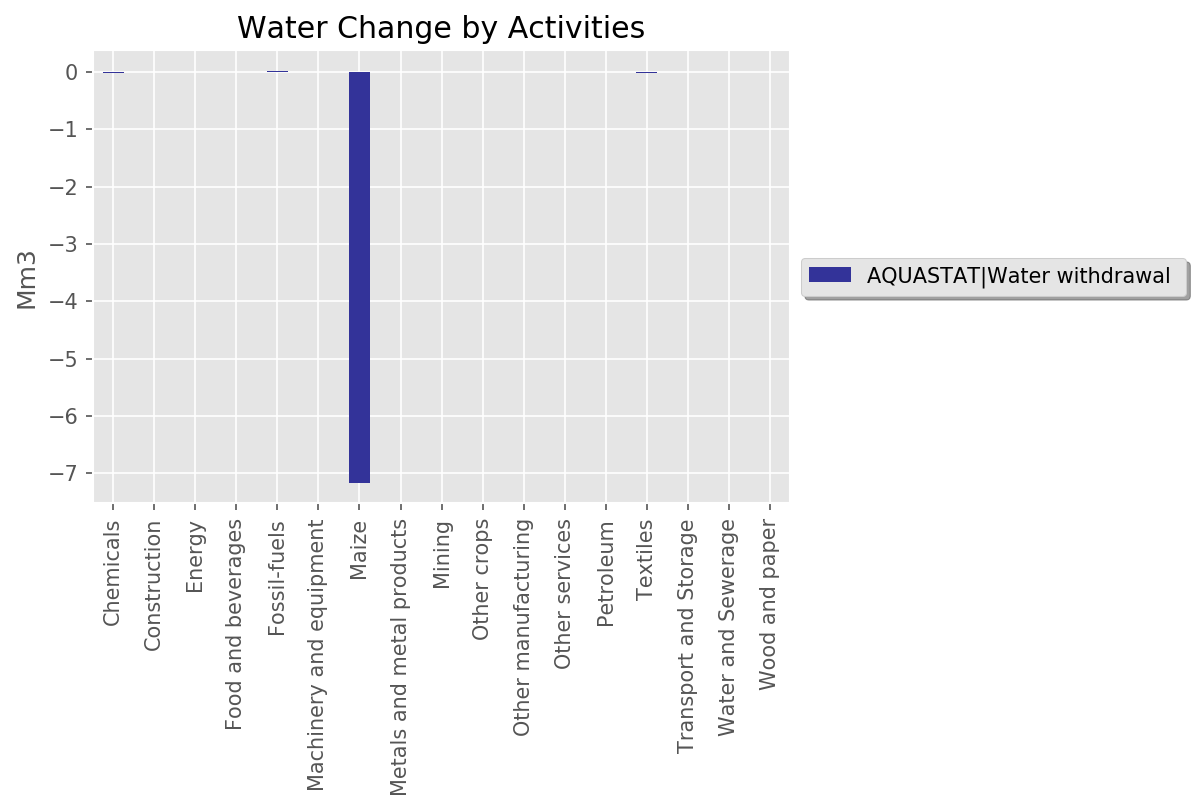 Water Change by Activities
0
−1
−2
−3
−4
−5
−6
−7
Mm3
Chemicals
Construction
Energy
Food and beverages
Fossil-fuels
Machinery and equipment
Maize
Metals and metal products
Mining
Other crops
Other manufacturing
Other services
Petroleum
Textiles
Transport and Storage
Water and Sewerage
Wood and paper
AQUASTAT|Water withdrawal